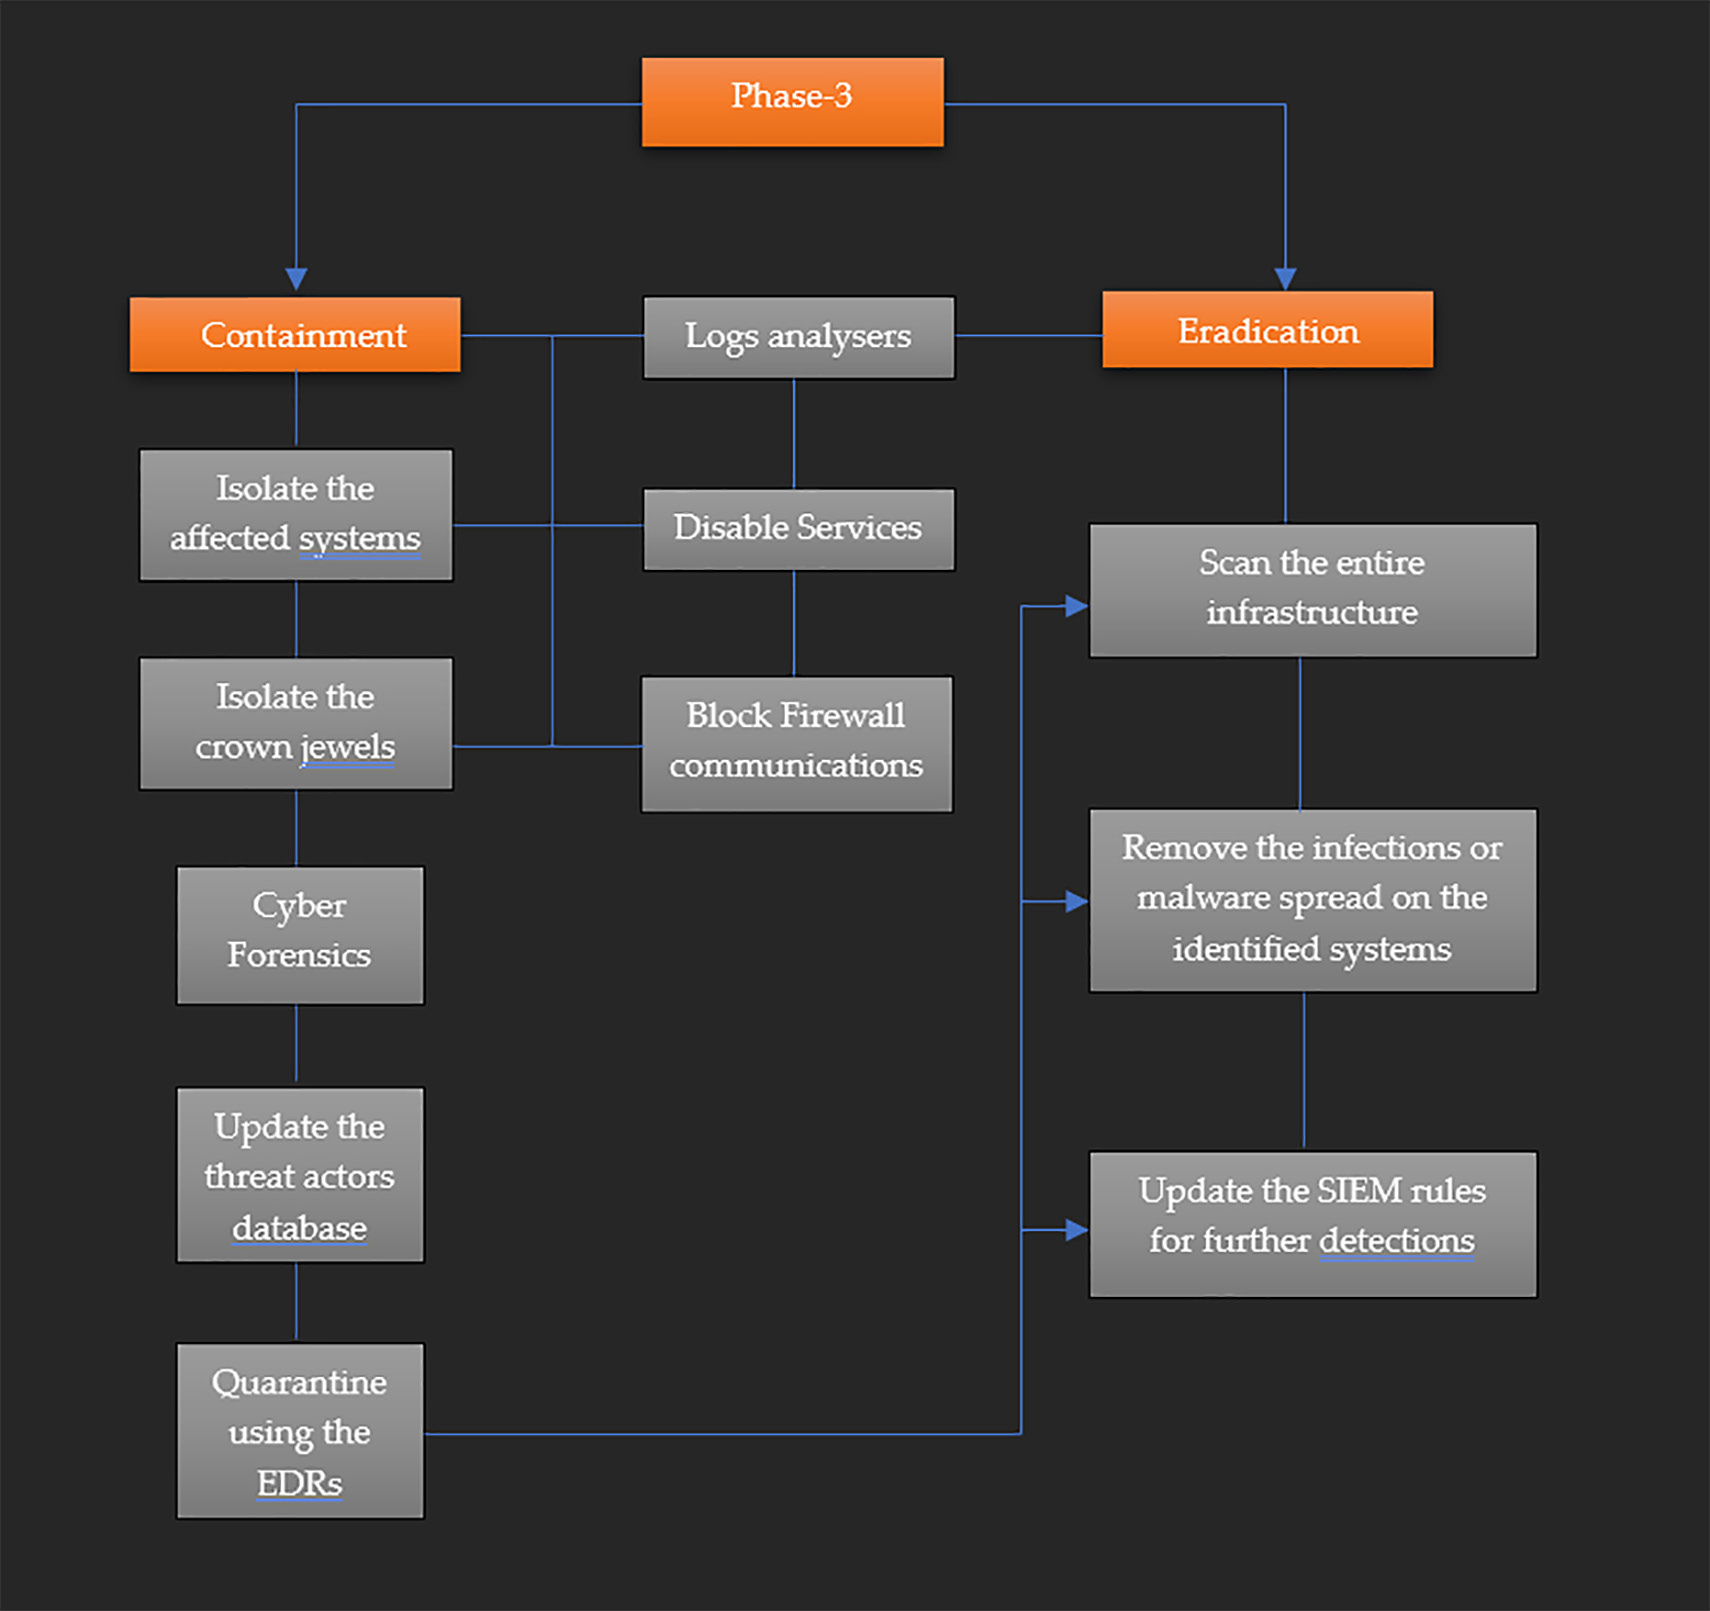 Phase-3
Containment
Logs analysers
Eradication
Isolate the
affected systems
Disable Services
Scan the entire
infrastructure
Isolate the
crown jewels
Block Firewall
communications
Remove the infections or
malware spread on the
identified systems
Cyber
Forensics
Update the
threat actors
database
Update the SIEM rules
for further detections
Quarantine
using the
EDRs